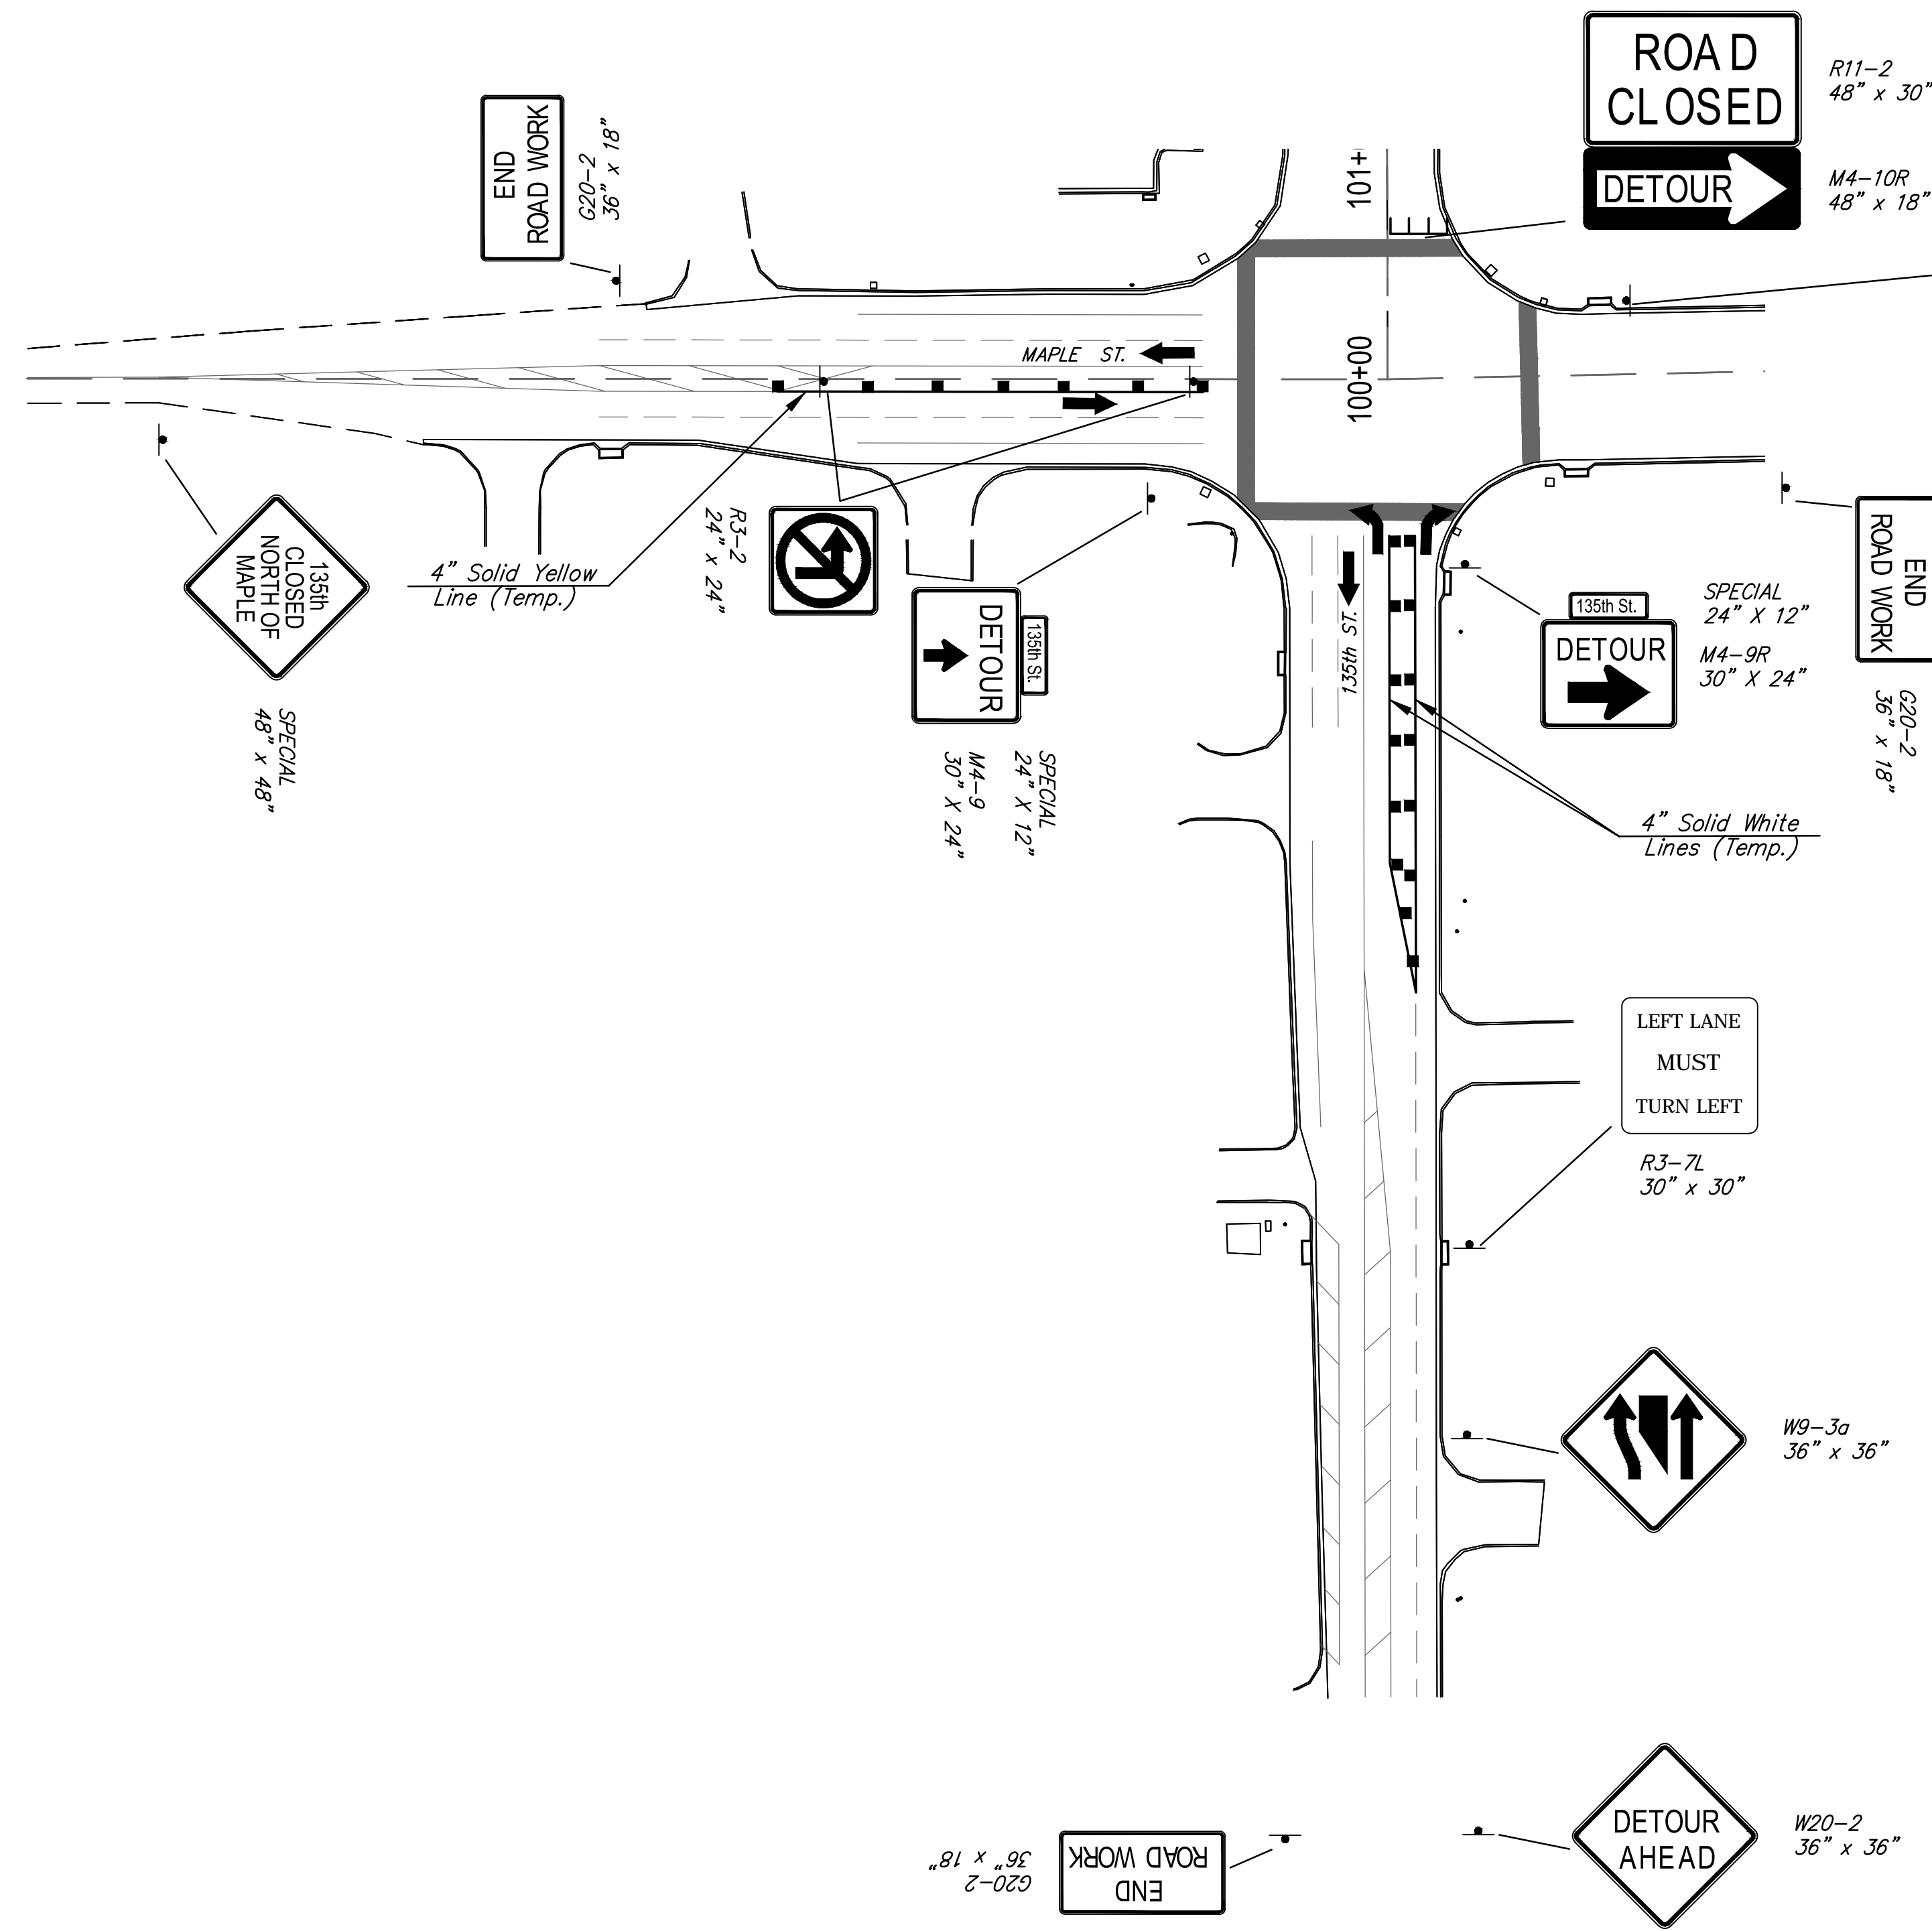 ROAD
CLOSED
R11-2
48" x 30"
DETOUR
M4-10R
48" x 18"
END
ROAD WORK
G20-2
36" x 18"
101+
MAPLE ST.
100+00
135th
CLOSED
NORTH OF
MAPLE
SPECIAL
48" x 48"
4" Solid Yellow
Line (Temp.)
R3-2
24" x 24"
135th St.
DETOUR
SPECIAL
24" X 12"
M4-9
30" X 24"
135th ST.
135th St.
DETOUR
SPECIAL
24" X 12"
M4-9R
30" X 24"
END
ROAD WORK
G20-2
36" x 18"
4" Solid White
Lines (Temp.)
LEFT LANE
MUST
TURN LEFT
R3-7L
30" x 30"
W9-3a
36" x 36"
DETOUR
AHEAD
W20-2
36" x 36"
END
ROAD WORK
G20-2
36" x 18"